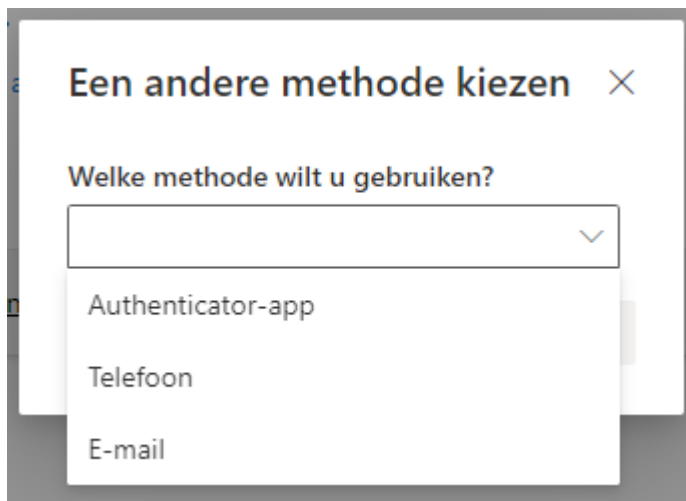 Een andere methode kiezen
Welke methode wilt u gebruiken?
Authenticator-app
Telefoon
E-mail